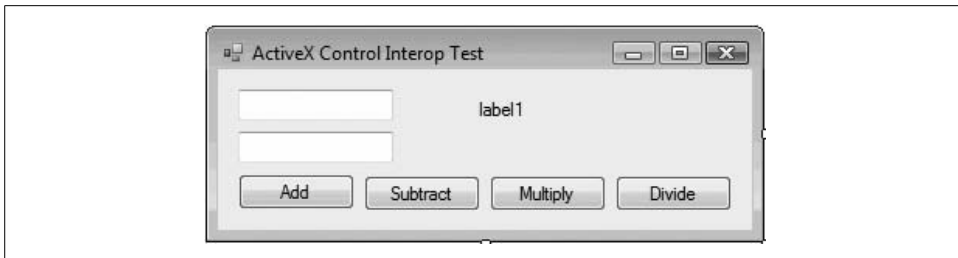 ActiveX Control Interop Test
label1
Add Subtract Multiply Divide